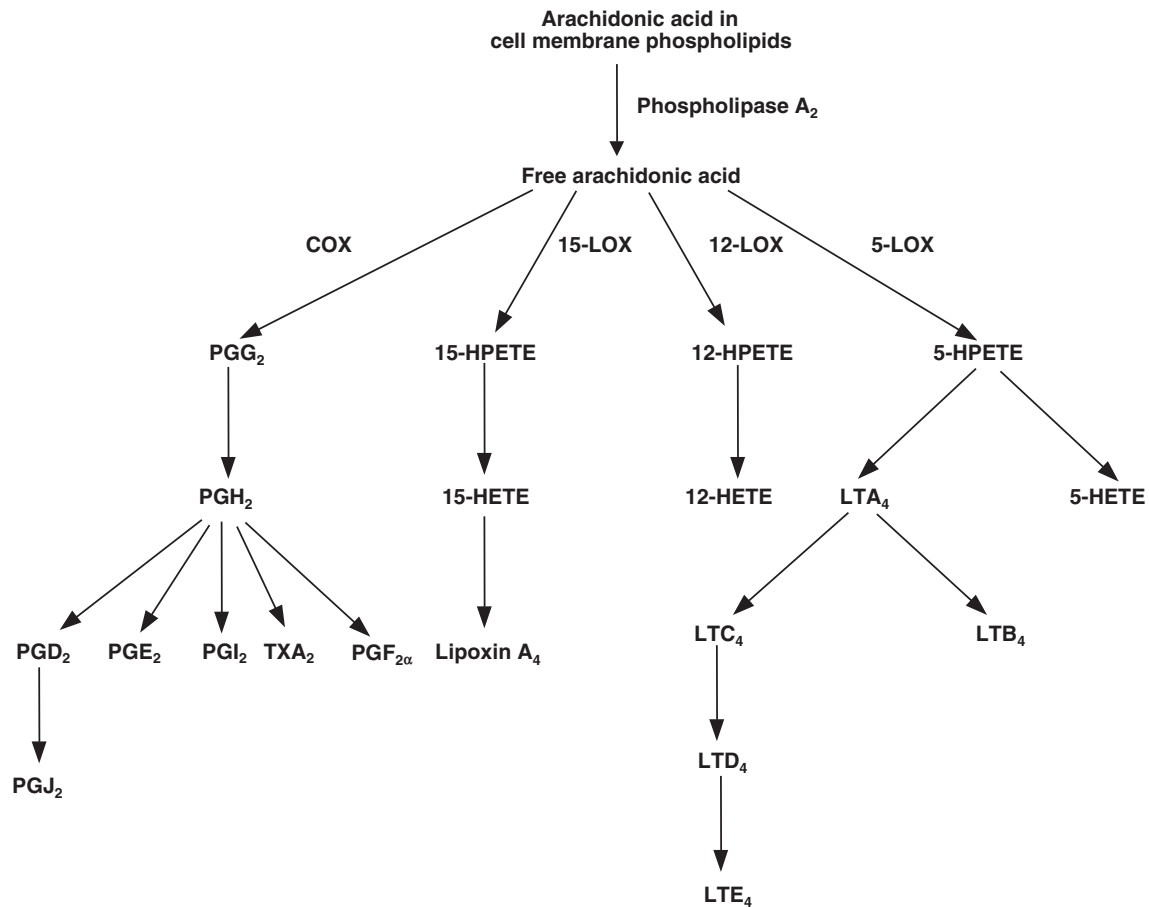 Arachidonic acid in
cell membrane phospholipids
Phospholipase A₂
Free arachidonic acid
COX
15-LOX
12-LOX
5-LOX
PGG₂
15-HPETE
12-HPETE
5-HPETE
PGH₂
15-HETE
12-HETE
LTA₄
5-HETE
PGD₂
PGE₂
PGI₂
TXA₂
PGF₂α
Lipoxin A₄
LTC₄
LTB₄
LTD₄
PGJ₂
LTE₄